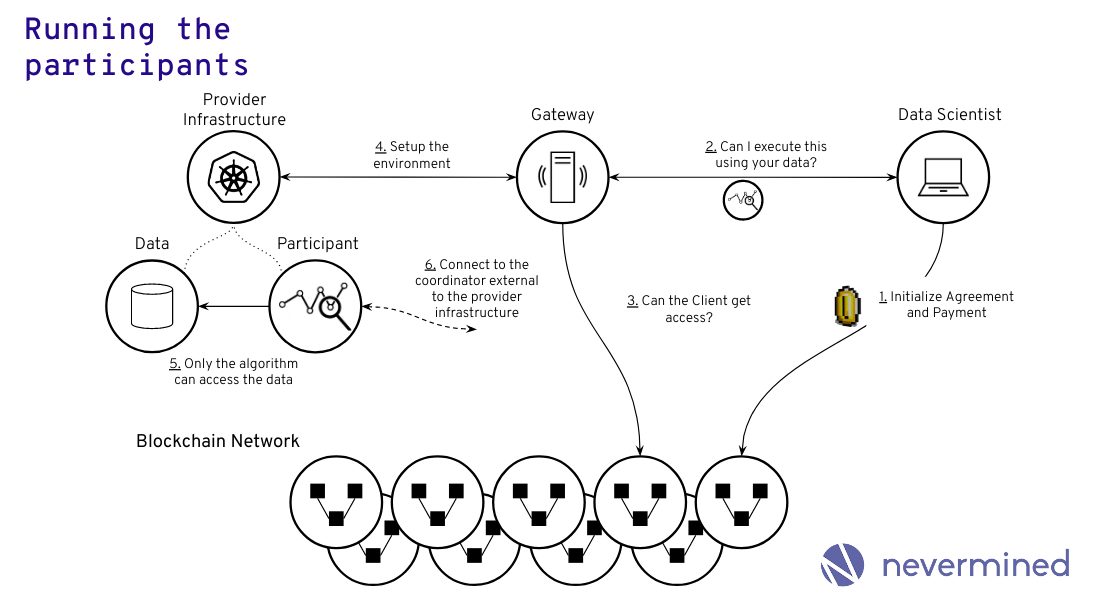 Running the
participants
Provider
Infrastructure
Gateway
Data Scientist
4. Setup the
environment
2. Can I execute this
using your data?
Data
Participant
6. Connect to the
coordinator external
to the provider
infrastructure
3. Can the Client get
access?
1. Initialize Agreement
and Payment
5. Only the algorithm
can access the data
Blockchain Network
nevermined